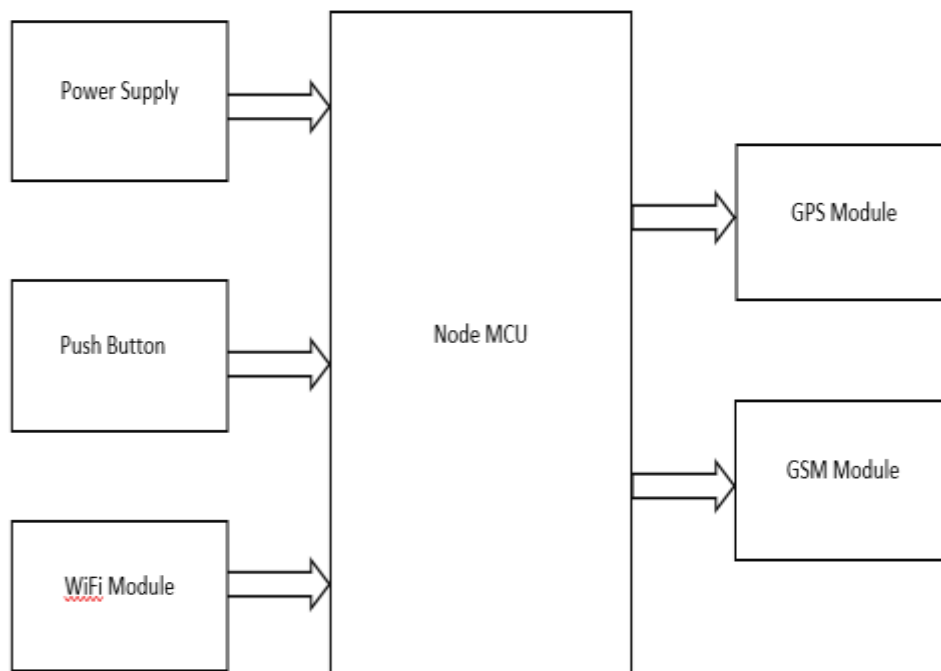 Power Supply
GPS Module
Push Button
Node MCU
GSM Module
WiFi Module